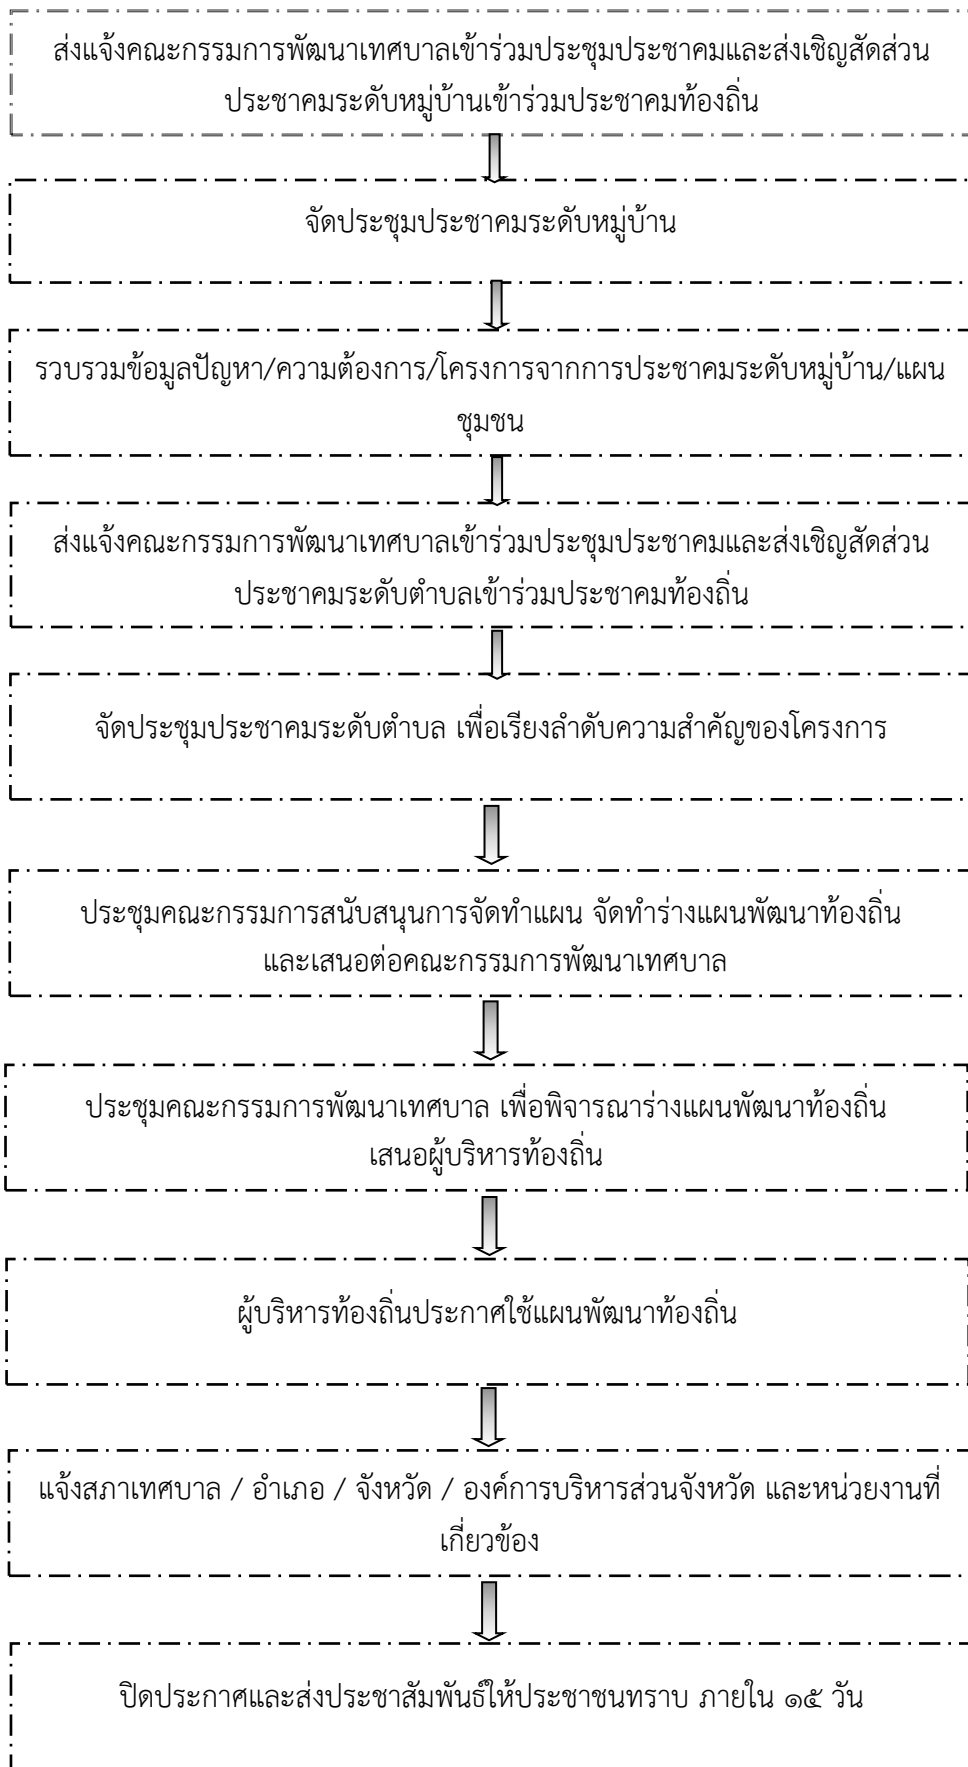 ส่งแจ้งคณะกรรมการพัฒนาเทศบาลเข้าร่วมประชุมประชาคมและส่งเชิญสัดส่วน
ประชาคมระดับหมู่บ้านเข้าร่วมประชาคมท้องถิ่น
จัดประชุมประชาคมระดับหมู่บ้าน
รวบรวมข้อมูลปัญหา/ความต้องการ/โครงการจากการประชาคมระดับหมู่บ้าน/แผน
ชุมชน
ส่งแจ้งคณะกรรมการพัฒนาเทศบาลเข้าร่วมประชุมประชาคมและส่งเชิญสัดส่วน
ประชาคมระดับตำบลเข้าร่วมประชาคมท้องถิ่น
จัดประชุมประชาคมระดับตำบล เพื่อเรียงลำดับความสำคัญของโครงการ
ประชุมคณะกรรมการสนับสนุนการจัดทำแผน จัดทำร่างแผนพัฒนาท้องถิ่น
และเสนอต่อคณะกรรมการพัฒนาเทศบาล
ประชุมคณะกรรมการพัฒนาเทศบาล เพื่อพิจารณาร่างแผนพัฒนาท้องถิ่น
เสนอผู้บริหารท้องถิ่น
ผู้บริหารท้องถิ่นประกาศใช้แผนพัฒนาท้องถิ่น
แจ้งสภาเทศบาล / อำเภอ / จังหวัด / องค์การบริหารส่วนจังหวัด และหน่วยงานที่
เกี่ยวข้อง
ปิดประกาศและส่งประชาสัมพันธ์ให้ประชาชนทราบ ภายใน ๑๕ วัน